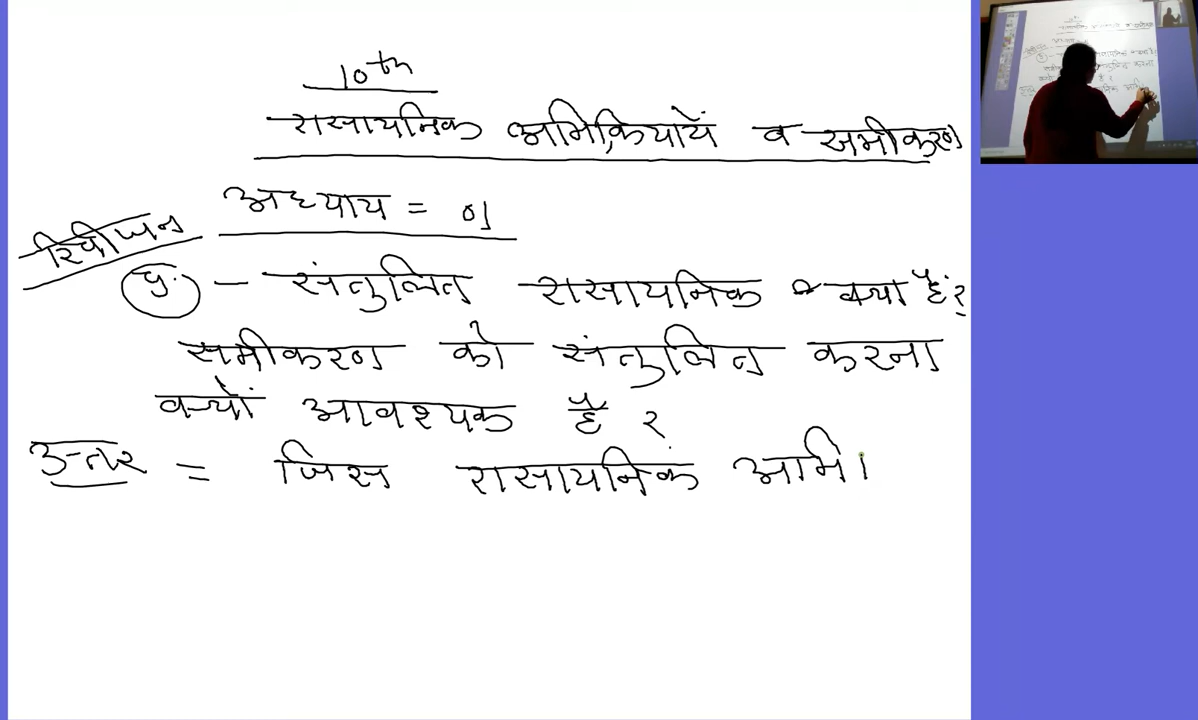 10th
रासायनिक अभिक्रियायें व समीकरण
अध्याय = 01
रिवीजन
प्र. - संतुलित रासायनिक क्या है?
समीकरण को संतुलित करना
क्यों आवश्यक है ?
उत्तर = जिस रासायनिक अभि